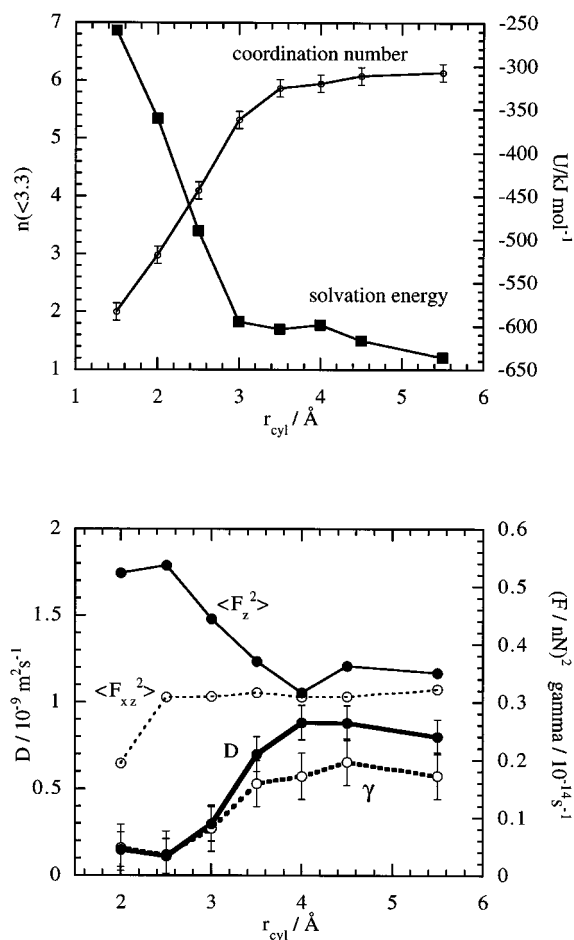 7
-250
coordination number
6
-300
-350
5
-400
n(<3.3)
4
-450
U/kJ mol⁻¹
-500
3
-550
2
solvation energy
-600
1
-650
1 2 3 4 5 6
r_cyl / Å
2
0.6
0.5
1.5
<F_z²>
0.4
<F_xz²>
1
0.3
D
0.2
0.5
γ
0.1
0
0
2 3 4 5 6
r_cyl / Å
D / 10⁻⁹ m²s⁻¹
(F / nN)² gamma / 10⁻¹⁴s⁻¹